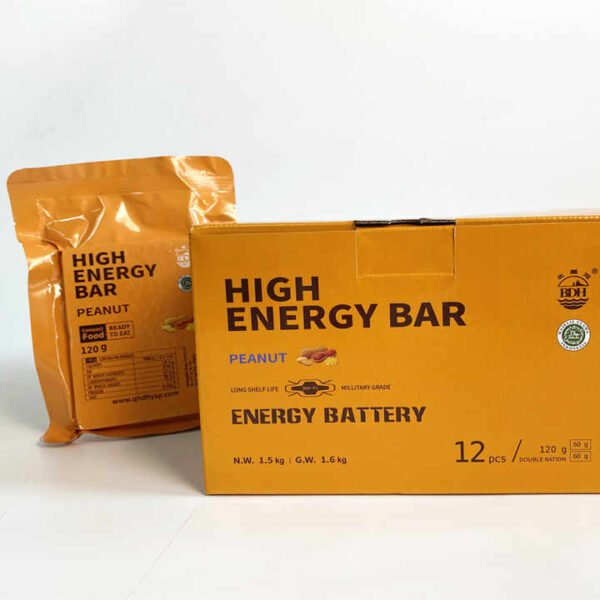 HIGH
ENERGY
BAR
PEANUT
Compact
Food
READY
TO EAT
120 g
www.qhdhysp.com
BDH
HIGH
ENERGY BAR
PEANUT
LONG SHELF LIFE
MILLITARY GRADE
ENERGY BATTERY
N.W. 1.5 kg | G.W. 1.6 kg
12 pcs / 120 g 60 g
DOUBLE RATION 60 g